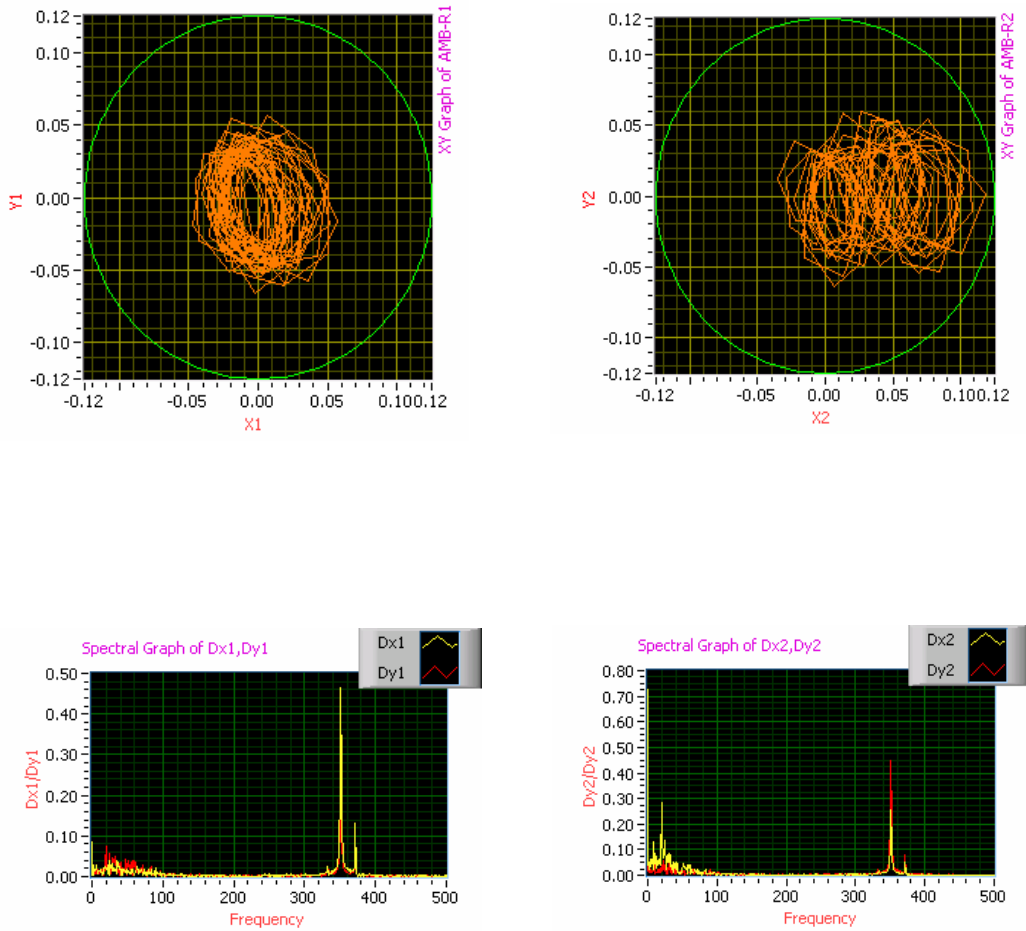 XY Graph of AMB-R1
0.12
0.10
0.05
0.00
-0.05
-0.10
-0.12
Y1
-0.12 -0.05 0.00 0.05 0.10 0.12
X1
XY Graph of AMB-R2
0.12
0.10
0.05
0.00
-0.05
-0.10
-0.12
Y2
-0.12 -0.05 0.00 0.05 0.10 0.12
X2
Spectral Graph of Dx1,Dy1
Dx1
Dy1
0.50
0.40
0.30
0.20
0.10
0.00
Dx1/Dy1
0 100 200 300 400 500
Frequency
Spectral Graph of Dx2,Dy2
Dx2
Dy2
0.80
0.70
0.60
0.50
0.40
0.30
0.20
0.10
0.00
Dy2/Dy2
0 100 200 300 400 500
Frequency